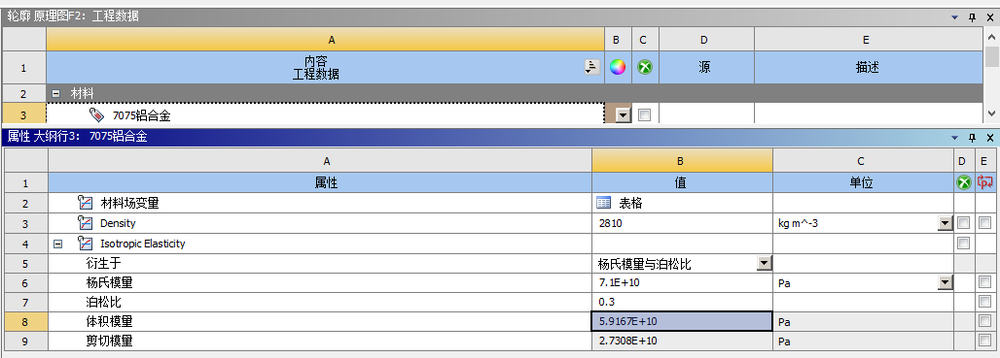 轮廓 原理图F2: 工程数据
A B C D E
1 内容 源 描述
工程数据
2 材料
3 7075铝合金
属性 大纲行3: 7075铝合金
A B C D E
1 属性 值 单位
2 材料场变量 表格
3 Density 2810 kg m^-3
4 Isotropic Elasticity
5 衍生于 杨氏模量与泊松比
6 杨氏模量 7.1E+10 Pa
7 泊松比 0.3
8 体积模量 5.9167E+10 Pa
9 剪切模量 2.7308E+10 Pa